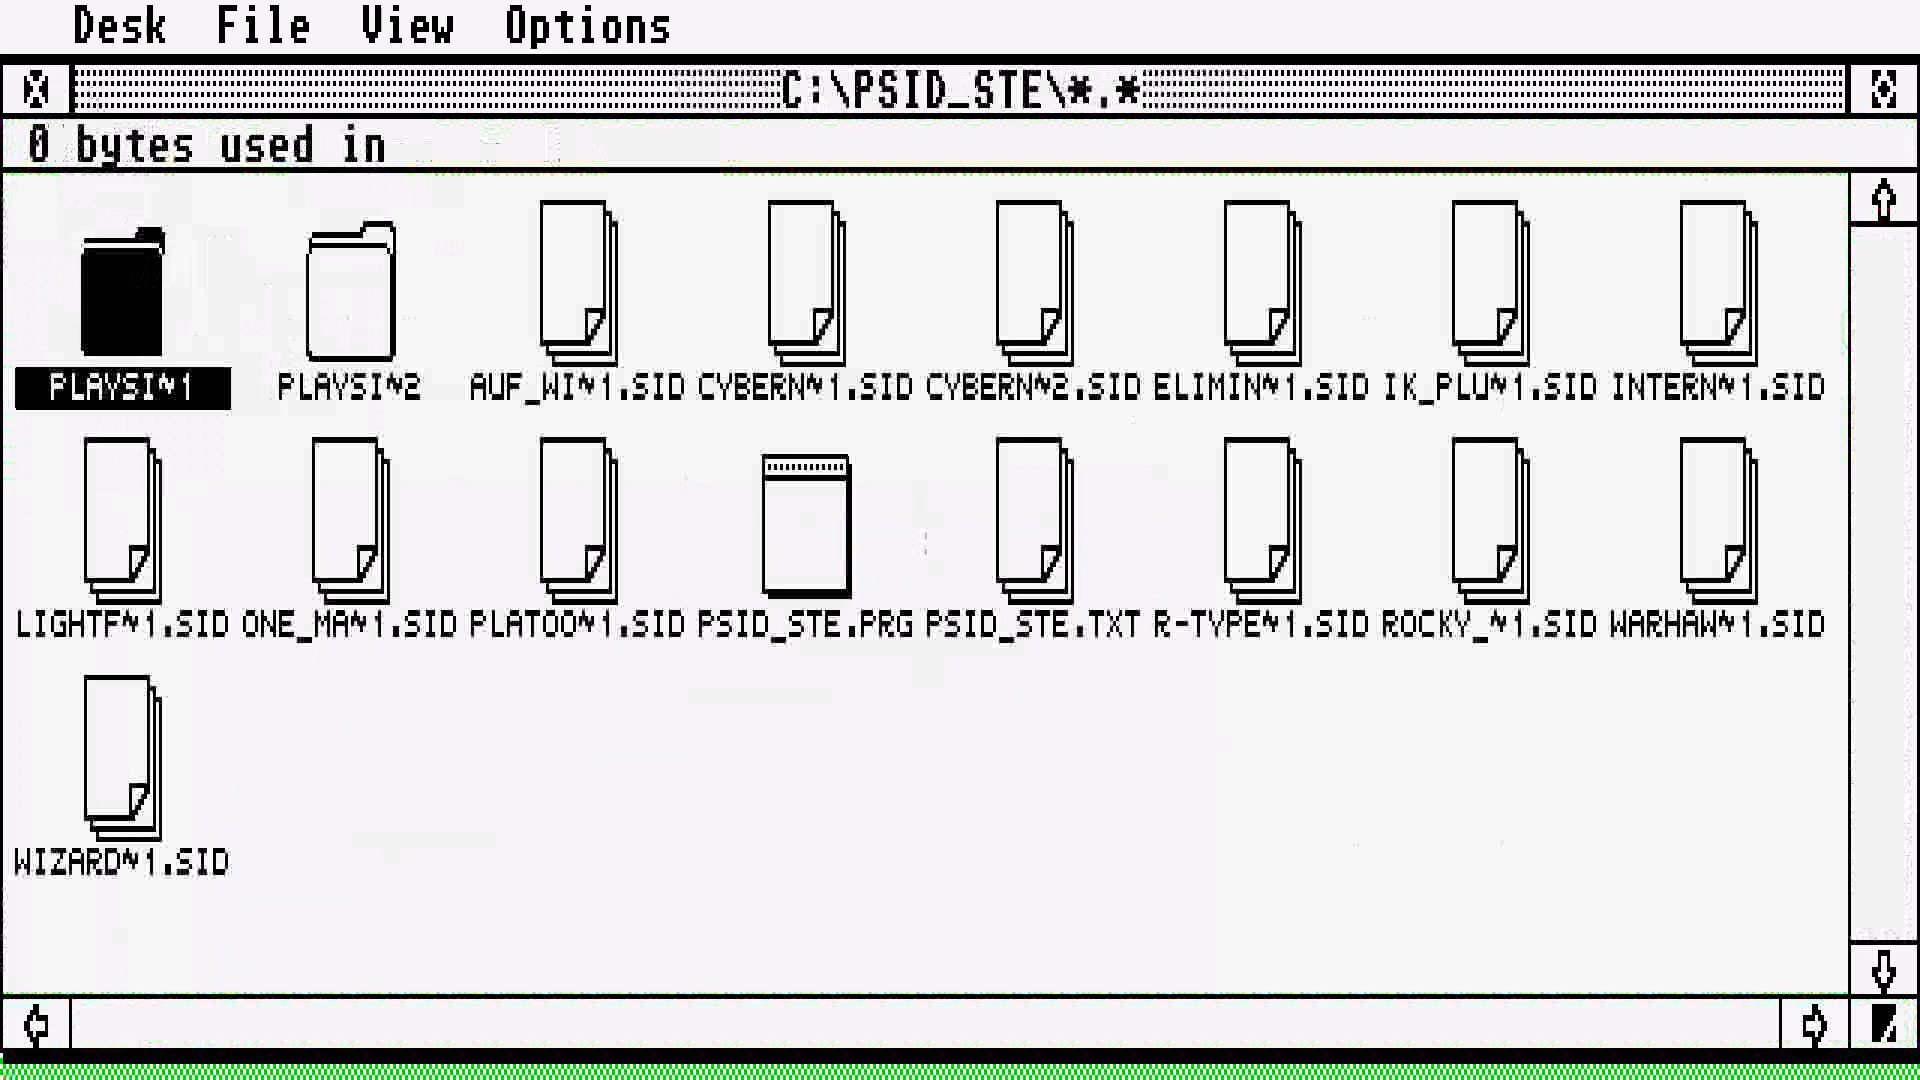 Desk File View Options
C:\PSID_STE\*.*
0 bytes used in
PLAYSI~1 PLAYSI~2 AUF_WI~1.SID CYBERN~1.SID CYBERN~2.SID ELIMIN~1.SID IK_PLU~1.SID INTERN~1.SID
LIGHTF~1.SID ONE_MA~1.SID PLATOO~1.SID PSID_STE.PRG PSID_STE.TXT R-TYPE~1.SID ROCKY_~1.SID WARHAW~1.SID
WIZARD~1.SID